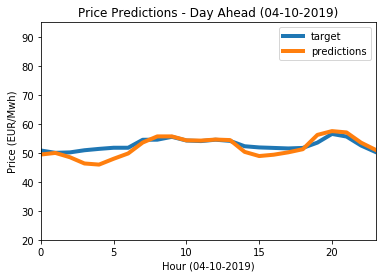 Price Predictions - Day Ahead (04-10-2019)
target
predictions
Price (EUR/Mwh)
90
80
70
60
50
40
30
20
0
5
10
15
20
Hour (04-10-2019)